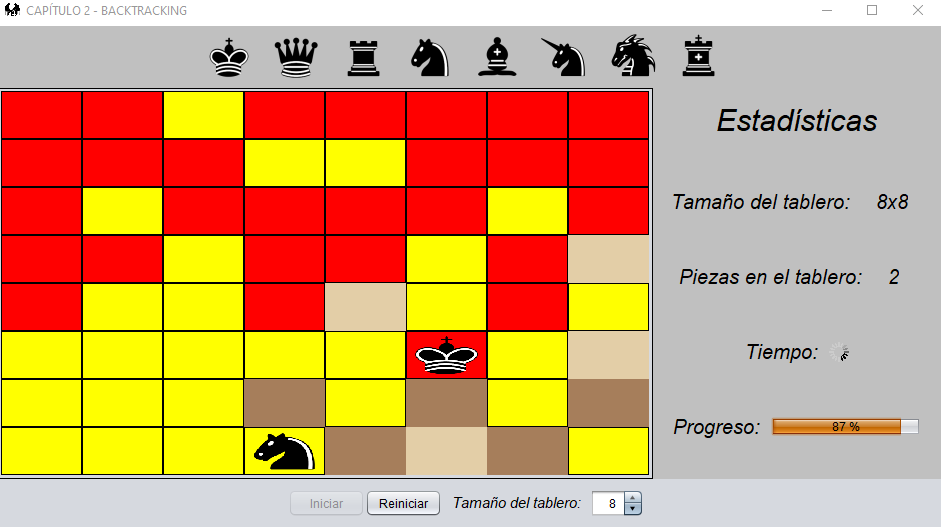 CAPÍTULO 2 - BACKTRACKING
Estadísticas
Tamaño del tablero: 8x8
Piezas en el tablero: 2
Tiempo:
Progreso: 87 %
Iniciar Reiniciar Tamaño del tablero: 8